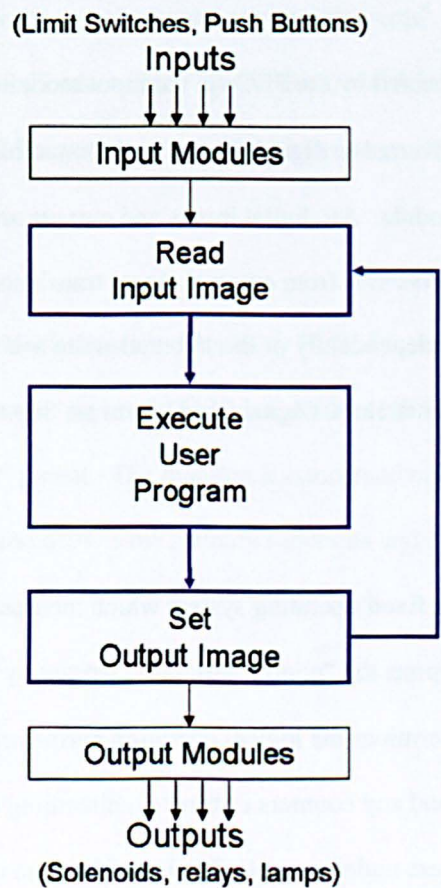 (Limit Switches, Push Buttons)
Inputs
Input Modules
Read
Input Image
Execute
User
Program
Set
Output Image
Output Modules
Outputs
(Solenoids, relays, lamps)